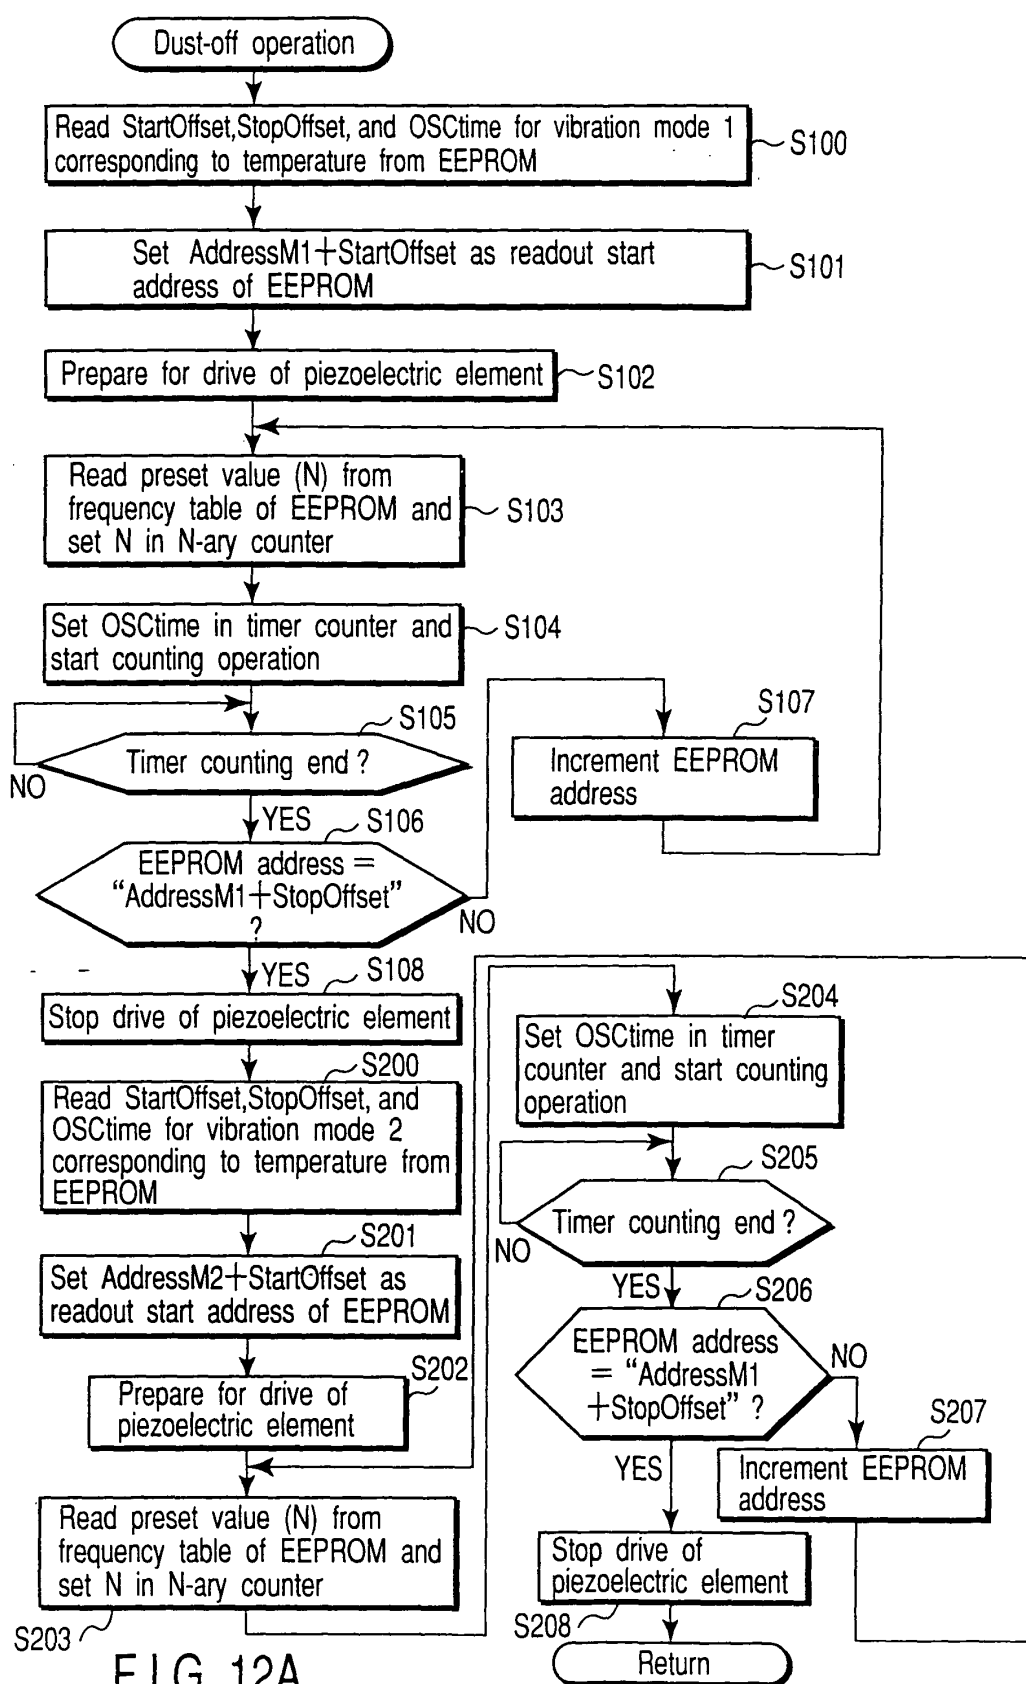 Dust-off operation
Read StartOffset,StopOffset, and OSCtime for vibration mode 1
corresponding to temperature from EEPROM
S100
Set AddressM1+StartOffset as readout start
address of EEPROM
S101
Prepare for drive of piezoelectric element
S102
Read preset value (N) from
frequency table of EEPROM and
set N in N-ary counter
S103
Set OSCtime in timer counter and
start counting operation
S104
S105
Timer counting end ?
NO
YES
S106
EEPROM address =
“AddressM1+StopOffset”
?
NO
S107
Increment EEPROM
address
YES
S108
Stop drive of piezoelectric element
S200
Read StartOffset,StopOffset, and
OSCtime for vibration mode 2
corresponding to temperature from
EEPROM
S201
Set AddressM2+StartOffset as
readout start address of EEPROM
S202
Prepare for drive of
piezoelectric element
Read preset value (N) from
frequency table of EEPROM and
set N in N-ary counter
S203
S204
Set OSCtime in timer
counter and start counting
operation
S205
Timer counting end ?
NO
YES
S206
EEPROM address
= “AddressM1
+StopOffset” ?
NO
S207
Increment EEPROM
address
YES
Stop drive of
piezoelectric element
S208
Return
FIG. 12A